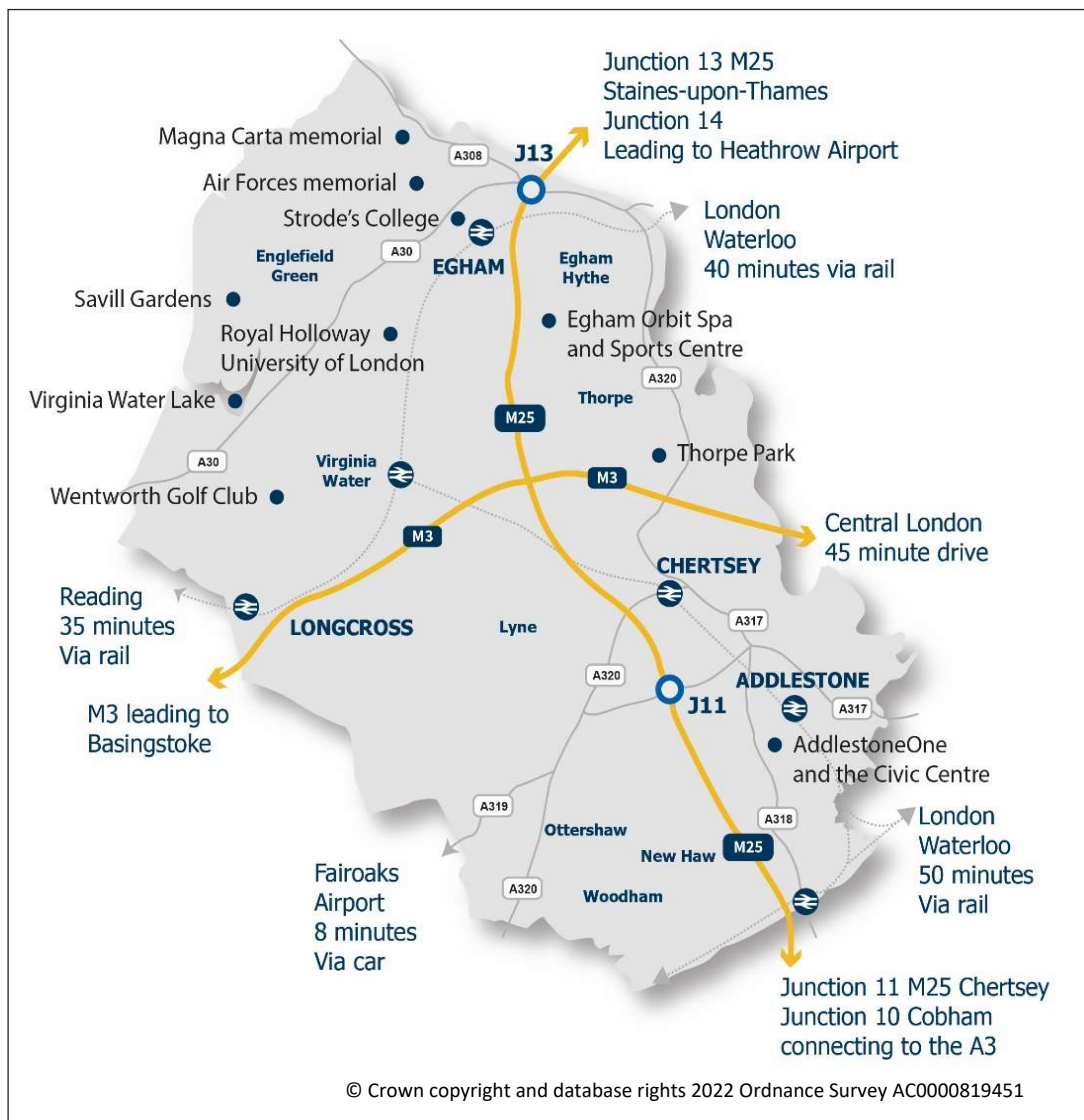 Junction 13 M25
Staines-upon-Thames
Junction 14
Leading to Heathrow Airport
Magna Carta memorial
A308
J13
Air Forces memorial
Strode's College
London
Waterloo
40 minutes via rail
A30
Englefield
Green
EGHAM
Egham
Hythe
Savill Gardens
Royal Holloway
University of London
Egham Orbit Spa
and Sports Centre
A320
Virginia Water Lake
M25
Thorpe
A30
Virginia
Water
Thorpe Park
Wentworth Golf Club
M3
M3
Central London
45 minute drive
CHERTSEY
Reading
35 minutes
Via rail
LONGCROSS
Lyne
A317
A320
ADDLESTONE
J11
A317
M3 leading to
Basingstoke
AddlestoneOne
and the Civic Centre
A319
A318
Ottershaw
New Haw
M25
London
Waterloo
50 minutes
Via rail
Fairoaks
Airport
8 minutes
Via car
A320
Woodham
Junction 11 M25 Chertsey
Junction 10 Cobham
connecting to the A3
© Crown copyright and database rights 2022 Ordnance Survey AC0000819451